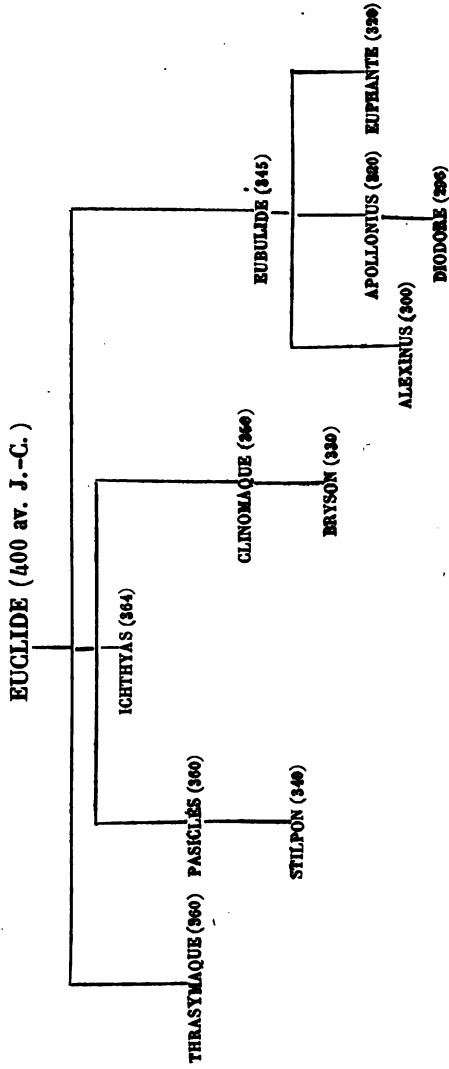 EUCLIDE (400 av. J.-C.)
ICHTHYAS (364)
THRASYMAQUE (360)
PASICLÈS (360)
CLINOMAQUE (350)
EUBULIDE (345)
STILPON (340)
BRYSON (330)
ALEXINUS (300)
APOLLONIUS (320)
EUPHANTE (320)
DIODORE (296)